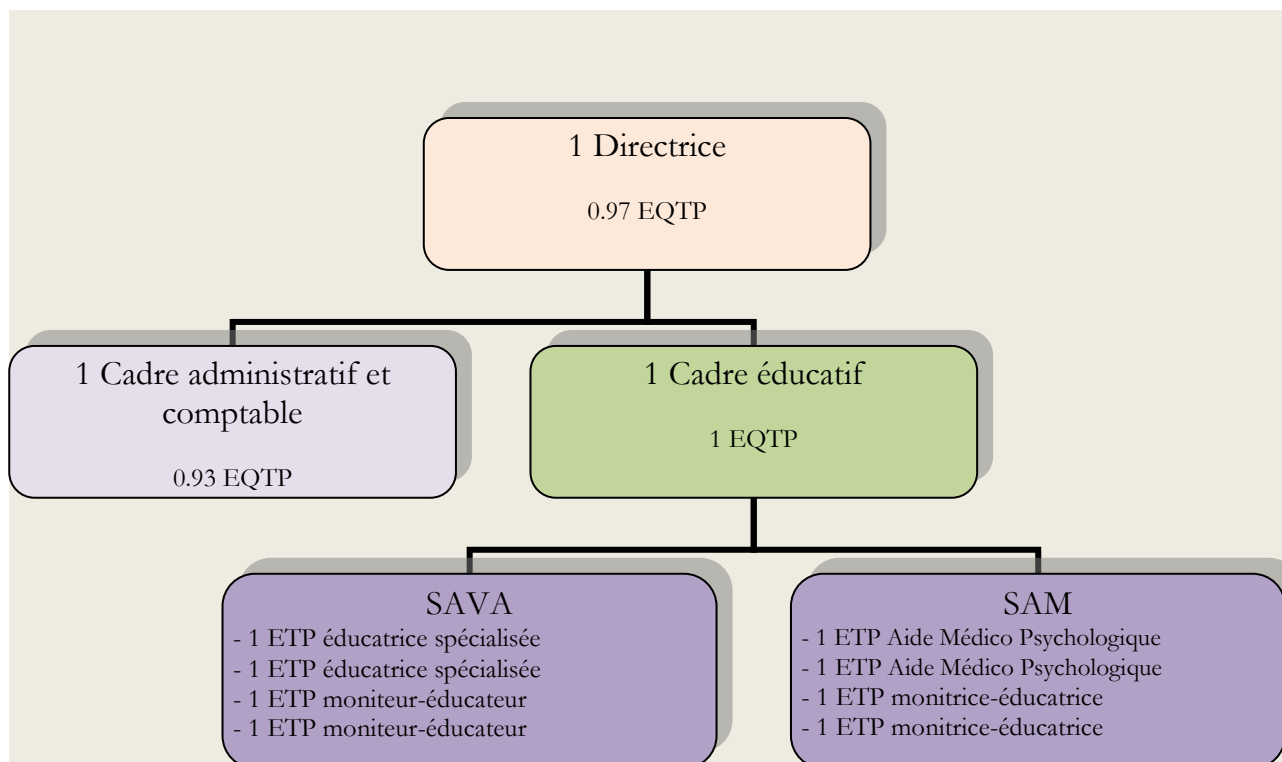 1 Directrice
0.97 EQTP
1 Cadre administratif et
comptable
0.93 EQTP
1 Cadre éducatif
1 EQTP
SAVA
- 1 ETP éducatrice spécialisée
- 1 ETP éducatrice spécialisée
- 1 ETP moniteur-éducateur
- 1 ETP moniteur-éducateur
SAM
- 1 ETP Aide Médico Psychologique
- 1 ETP Aide Médico Psychologique
- 1 ETP monitrice-éducatrice
- 1 ETP monitrice-éducatrice